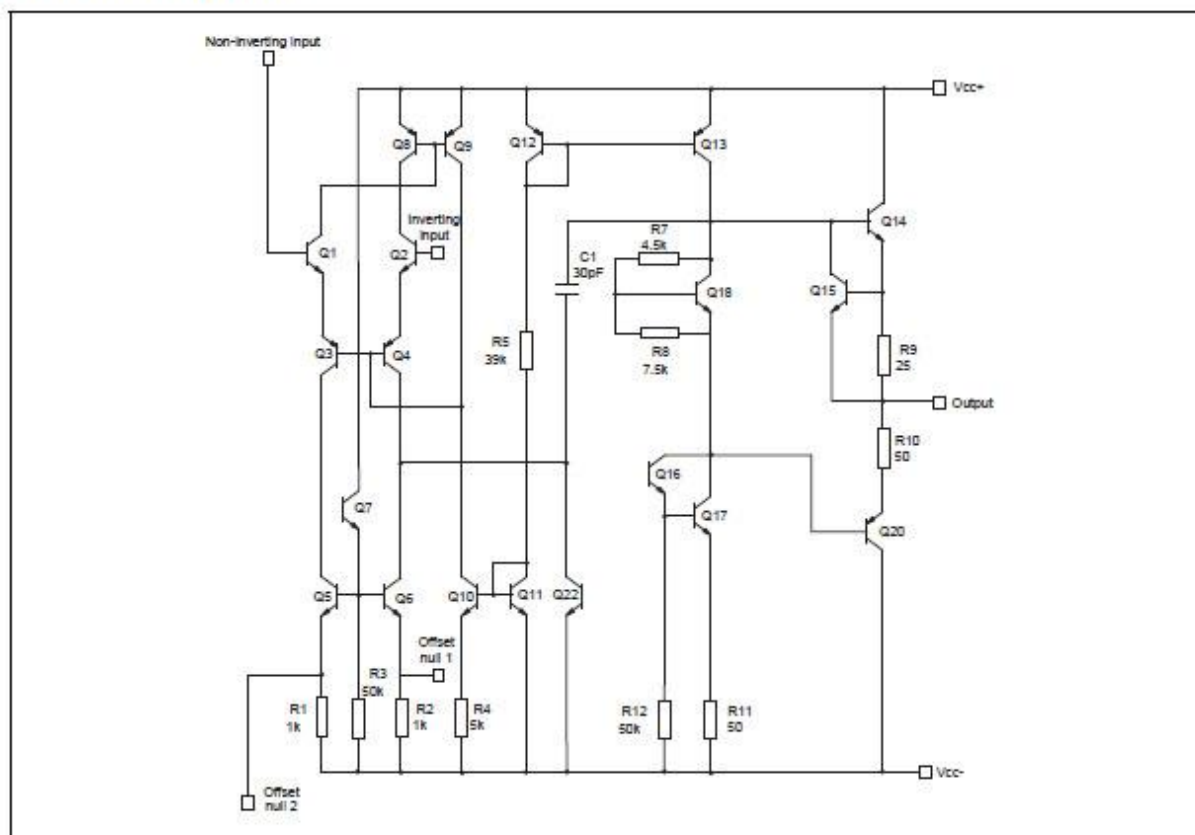 Non-inverting input
Vcc+
Q8
Q9
Q12
Q13
Inverting
input
Q1
Q2
R7
4.5k
Q14
C1
30pF
Q18
Q15
Q3
Q4
R5
39k
R8
7.5k
R9
25
Output
R10
50
Q16
Q7
Q17
Q20
Q5
Q6
Q10
Q11
Q22
Offset
null 1
R3
50k
R1
1k
R2
1k
R4
5k
R12
50k
R11
50
Vcc-
Offset
null 2